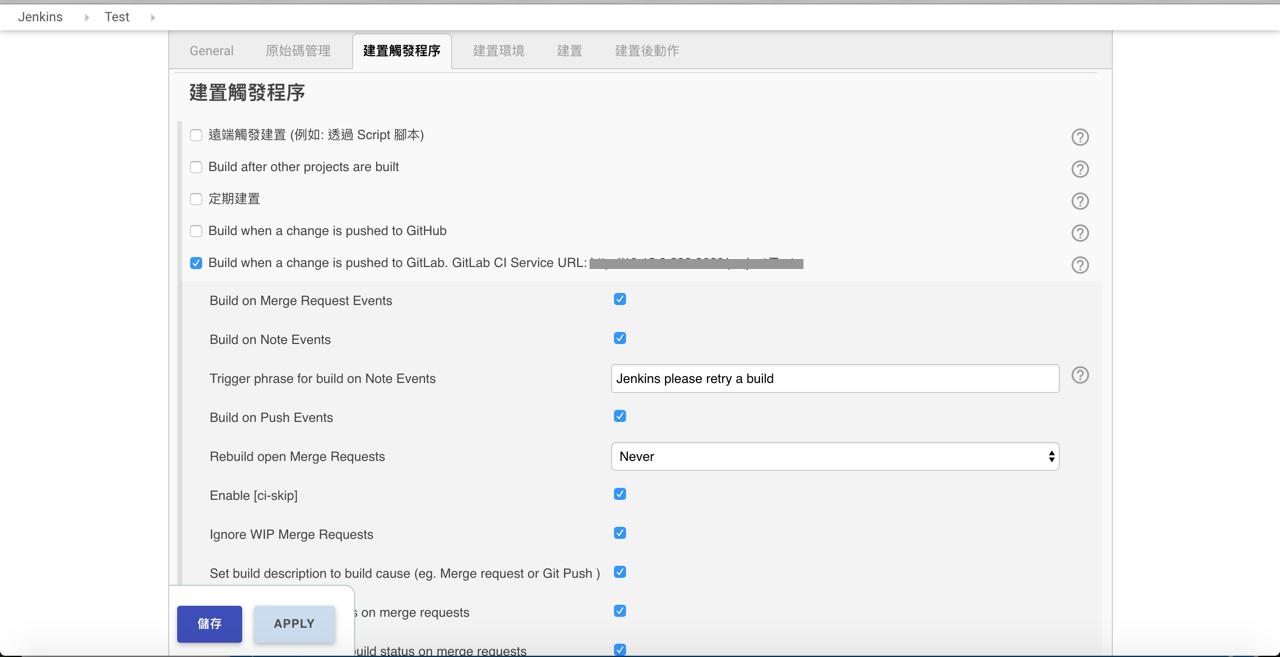 Jenkins Test
General 原始碼管理 建置觸發程序 建置環境 建置 建置後動作
建置觸發程序
遠端觸發建置 (例如: 透過 Script 腳本)
Build after other projects are built
定期建置
Build when a change is pushed to GitHub
Build when a change is pushed to GitLab. GitLab CI Service URL:
Build on Merge Request Events
Build on Note Events
Trigger phrase for build on Note Events Jenkins please retry a build
Build on Push Events
Rebuild open Merge Requests Never
Enable [ci-skip]
Ignore WIP Merge Requests
Set build description to build cause (eg. Merge request or Git Push )
on merge requests
儲存 APPLY
build status on merge requests